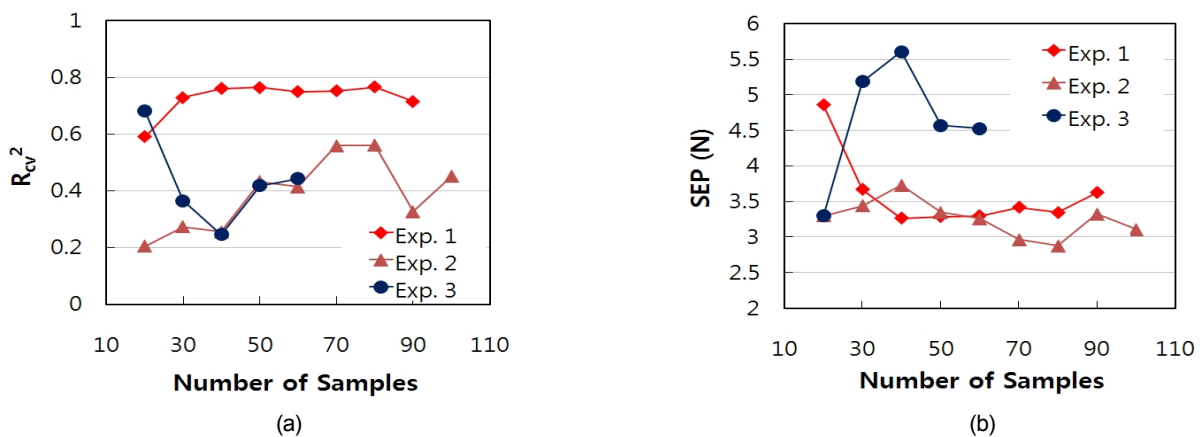 1
0.8
0.6
0.4
0.2
0
Rcv²
Exp. 1
Exp. 2
Exp. 3
10 30 50 70 90 110
Number of Samples
(a)
6
5.5
5
4.5
4
3.5
3
2.5
2
SEP (N)
Exp. 1
Exp. 2
Exp. 3
10 30 50 70 90 110
Number of Samples
(b)